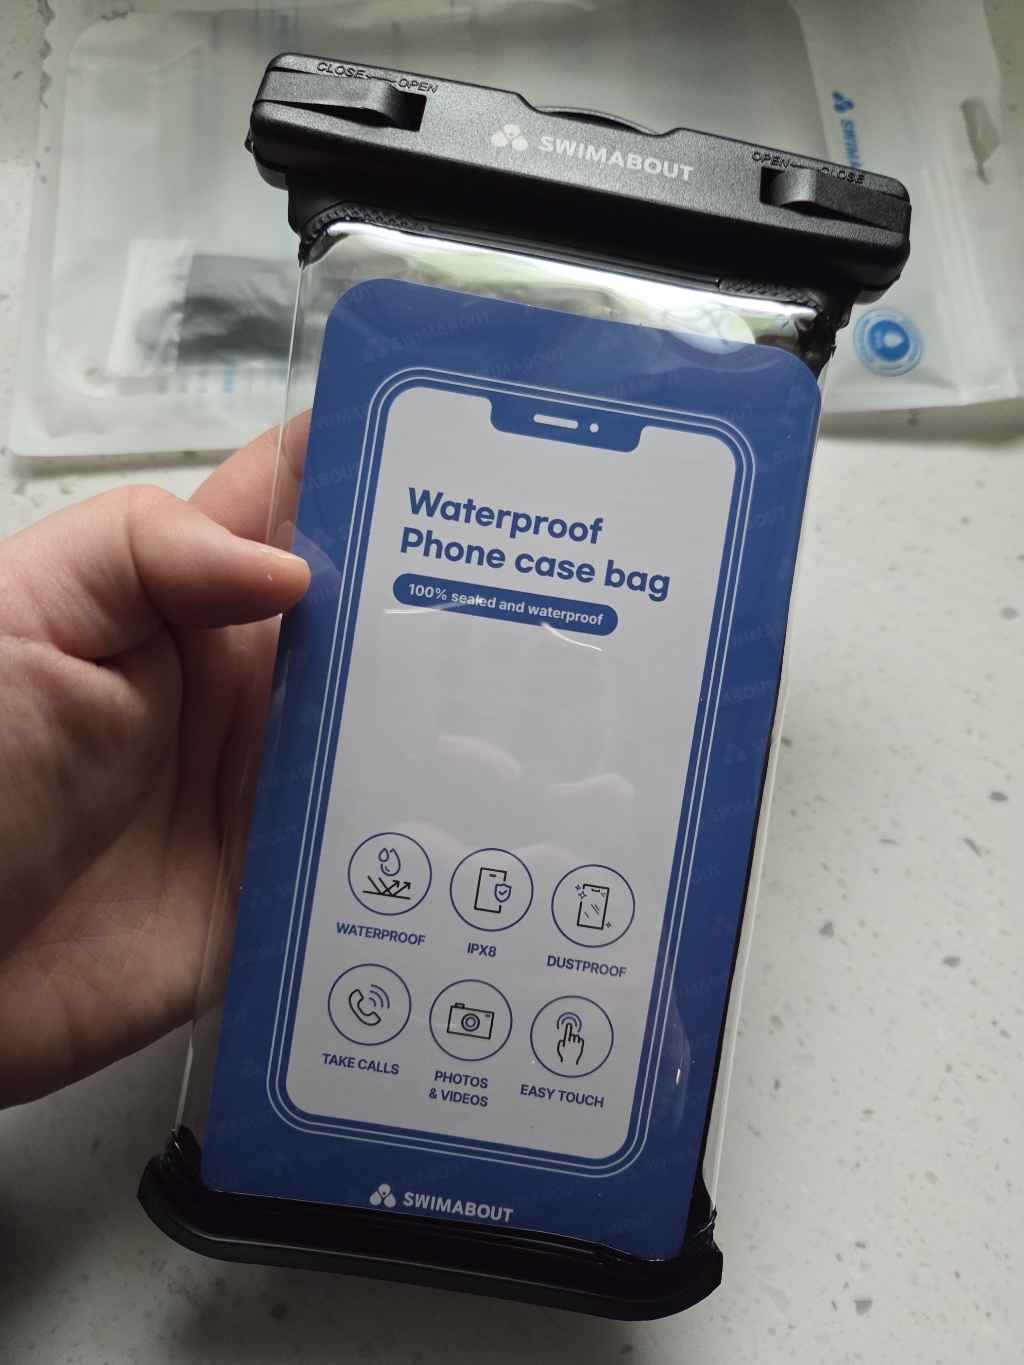 CLOSE OPEN
SWIMABOUT
OPEN CLOSE
Waterproof
Phone case bag
100% sealed and waterproof
WATERPROOF
IPX8
DUSTPROOF
TAKE CALLS
PHOTOS
& VIDEOS
EASY TOUCH
SWIMABOUT